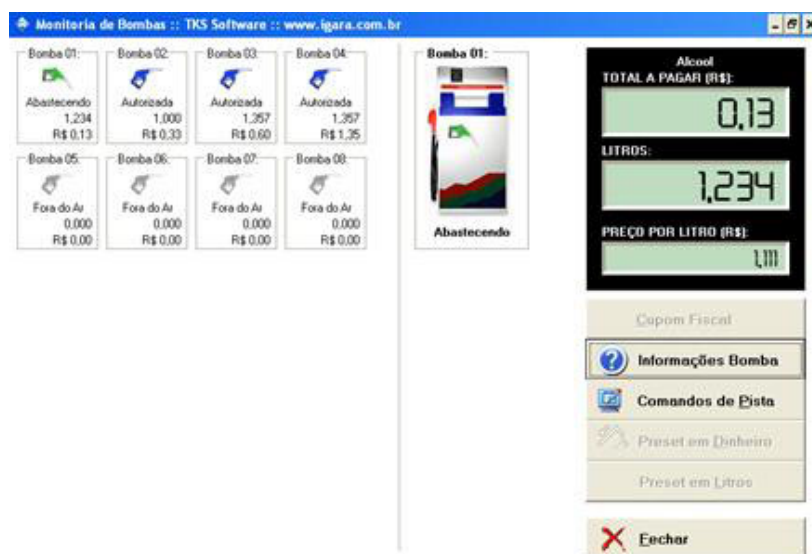 Monitoria de Bombas :: TKS Software :: www.igara.com.br
Bomba 01:
Abastecendo
1,234
R$ 0,13
Bomba 02:
Autorizada
1,000
R$ 0,33
Bomba 03:
Autorizada
1,357
R$ 0,60
Bomba 04:
Autorizada
1,357
R$ 1,35
Bomba 05:
Fora do Ar
0,000
R$ 0,00
Bomba 06:
Fora do Ar
0,000
R$ 0,00
Bomba 07:
Fora do Ar
0,000
R$ 0,00
Bomba 08:
Fora do Ar
0,000
R$ 0,00
Bomba 01:
Abastecendo
Alcool
TOTAL A PAGAR (R$):
0,13
LITROS:
1,234
PREÇO POR LITRO (R$):
1,111
Cupom Fiscal
Informações Bomba
Comandos de Pista
Preset em Dinheiro
Preset em Litros
Fechar